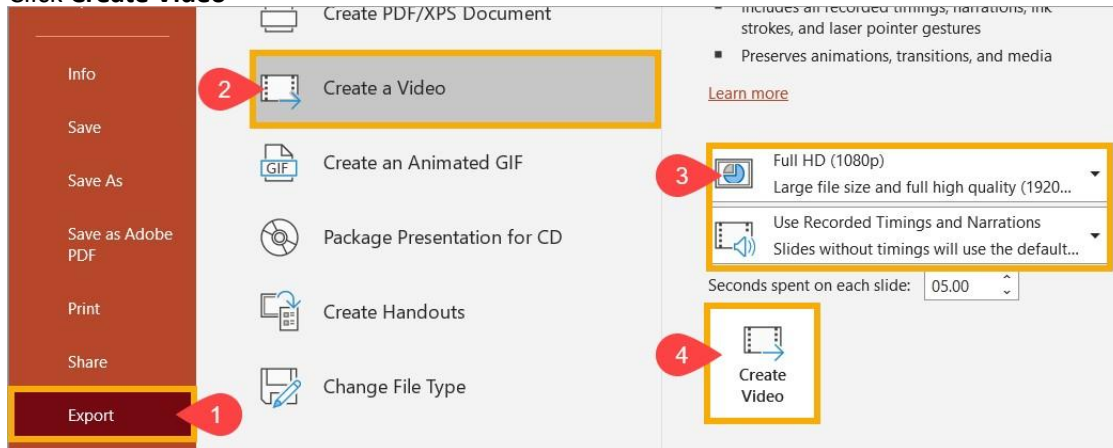 Click Create Video
Info
Save
Save As
Save as Adobe
PDF
Print
Share
Export
1
Create PDF/XPS Document
2
Create a Video
GIF
Create an Animated GIF
Package Presentation for CD
Create Handouts
Change File Type
Includes all recorded timings, narrations, ink
strokes, and laser pointer gestures
Preserves animations, transitions, and media
Learn more
3
Full HD (1080p)
Large file size and full high quality (1920...
Use Recorded Timings and Narrations
Slides without timings will use the default...
Seconds spent on each slide: 05.00
4
Create
Video